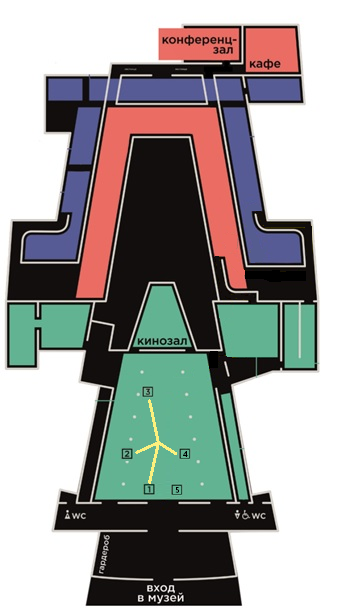 конференц-
зал
кафе
кинозал
3
2
4
1
5
WC
WC
гардероб
вход
в музей